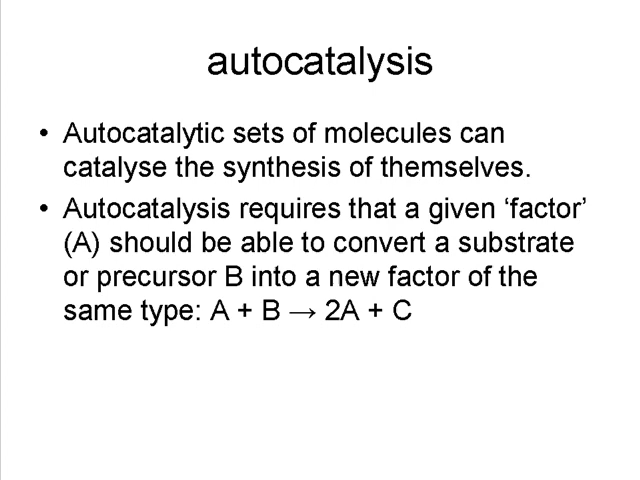 autocatalysis
• Autocatalytic sets of molecules can
catalyse the synthesis of themselves.
• Autocatalysis requires that a given ‘factor’
(A) should be able to convert a substrate
or precursor B into a new factor of the
same type: A + B → 2A + C